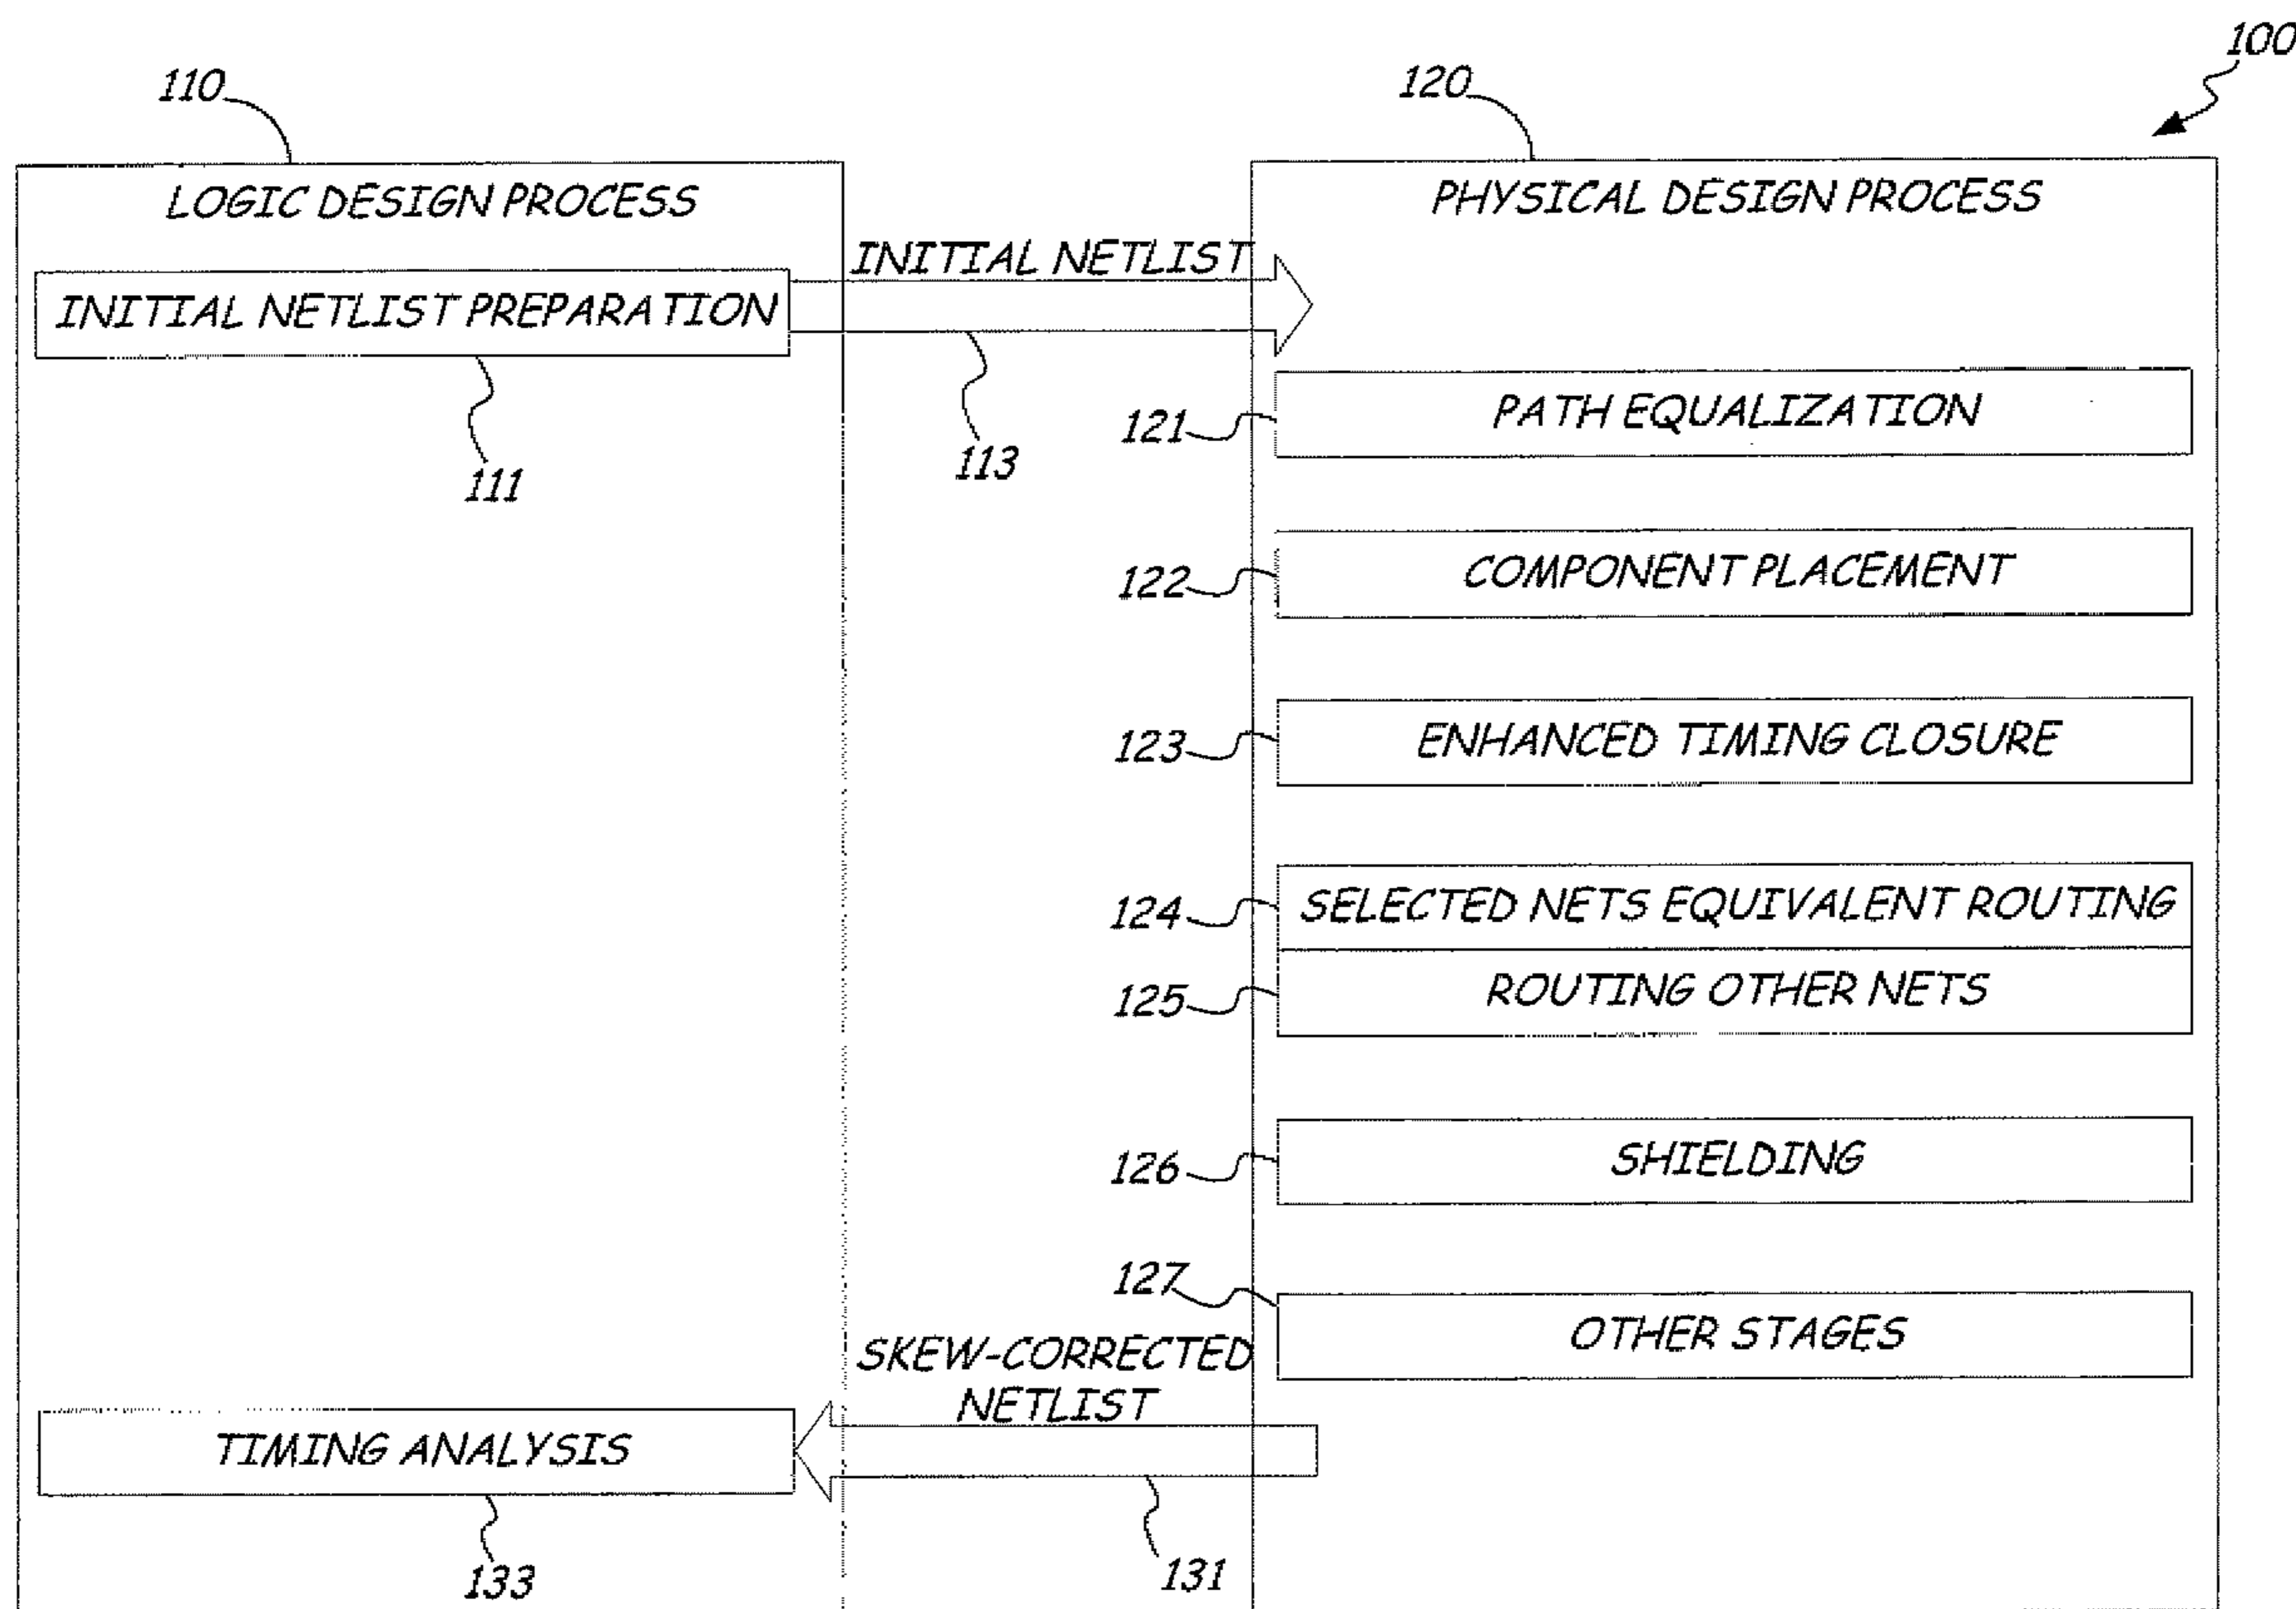 100
110
120
LOGIC DESIGN PROCESS
PHYSICAL DESIGN PROCESS
INITIAL NETLIST
INITIAL NETLIST PREPARATION
111
113
121
PATH EQUALIZATION
122
COMPONENT PLACEMENT
123
ENHANCED TIMING CLOSURE
124
SELECTED NETS EQUIVALENT ROUTING
125
ROUTING OTHER NETS
126
SHIELDING
127
OTHER STAGES
SKEW-CORRECTED
NETLIST
TIMING ANALYSIS
133
131